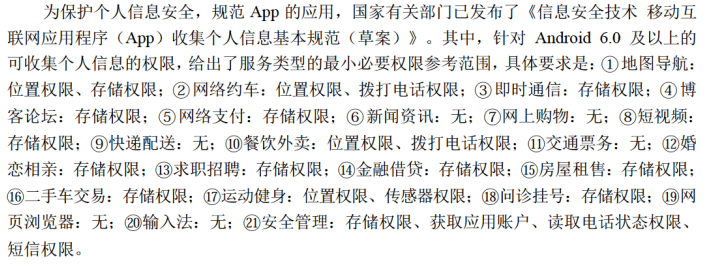 为保护个人信息安全，规范 App 的应用，国家有关部门已发布了《信息安全技术 移动互
联网应用程序（App）收集个人信息基本规范（草案）》。其中，针对 Android 6.0 及以上的
可收集个人信息的权限，给出了服务类型的最小必要权限参考范围，具体要求是：①地图导航：
位置权限、存储权限；②网络约车：位置权限、拨打电话权限；③即时通信：存储权限；④博
客论坛：存储权限；⑤网络支付：存储权限；⑥新闻资讯：无；⑦网上购物：无；⑧短视频：
存储权限；⑨快递配送：无；⑩餐饮外卖：位置权限、拨打电话权限；⑪交通票务：无；⑫婚
恋相亲：存储权限；⑬求职招聘：存储权限；⑭金融借贷：存储权限；⑮房屋租售：存储权限；
⑯二手车交易：存储权限；⑰运动健身：位置权限、传感器权限；⑱问诊挂号：存储权限；⑲网
页浏览器：无；⑳输入法：无；㉑安全管理：存储权限、获取应用账户、读取电话状态权限、
短信权限。